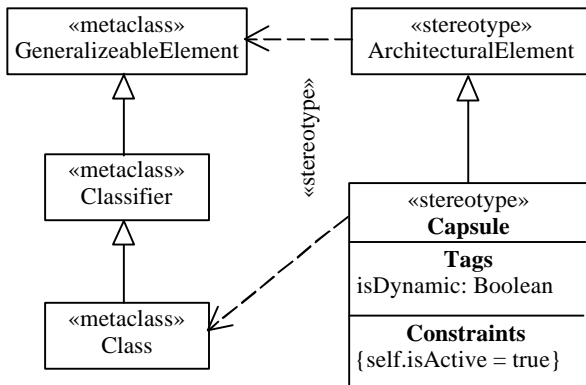 «metaclass»
GeneralizeableElement
«stereotype»
ArchitecturalElement
«stereotype»
«metaclass»
Classifier
«stereotype»
Capsule
Tags
isDynamic: Boolean
Constraints
{self.isActive = true}
«metaclass»
Class